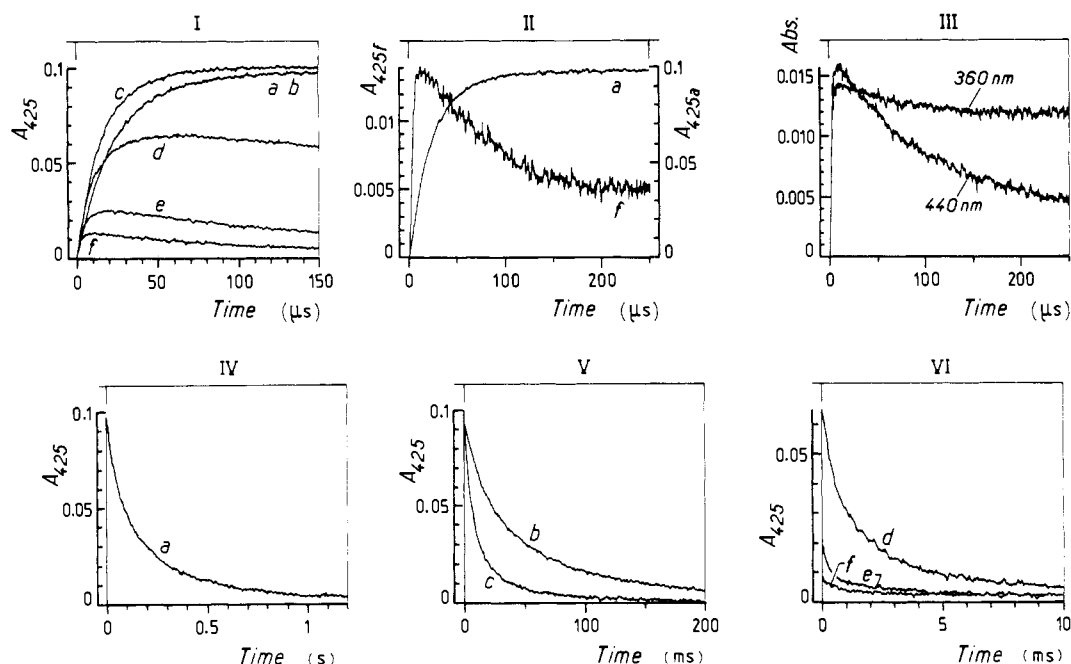 I
A425
0.1
0.05
0
c
a b
d
e
f
0 50 100 150
Time (µs)
II
A425f
0.01
0.005
0
a
f
0.1
A425a
0.05
0
0 100 200
Time (µs)
III
Abs.
0.015
0.010
0.005
0
360 nm
440 nm
0 100 200
Time (µs)
IV
A425
0.1
0.05
0
a
0 0.5 1
Time (s)
V
A425
0.1
0.05
0
b
c
0 100 200
Time (ms)
VI
A425
0.05
0
d
f e
0 2 4 6 8 10
Time (ms)